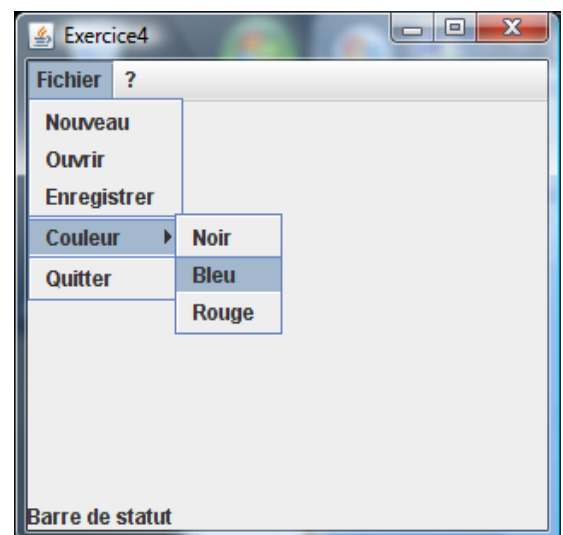 Exercice4
Fichier ?
Nouveau
Ouvrir
Enregistrer
Couleur
Noir
Bleu
Quitter
Rouge
Barre de statut